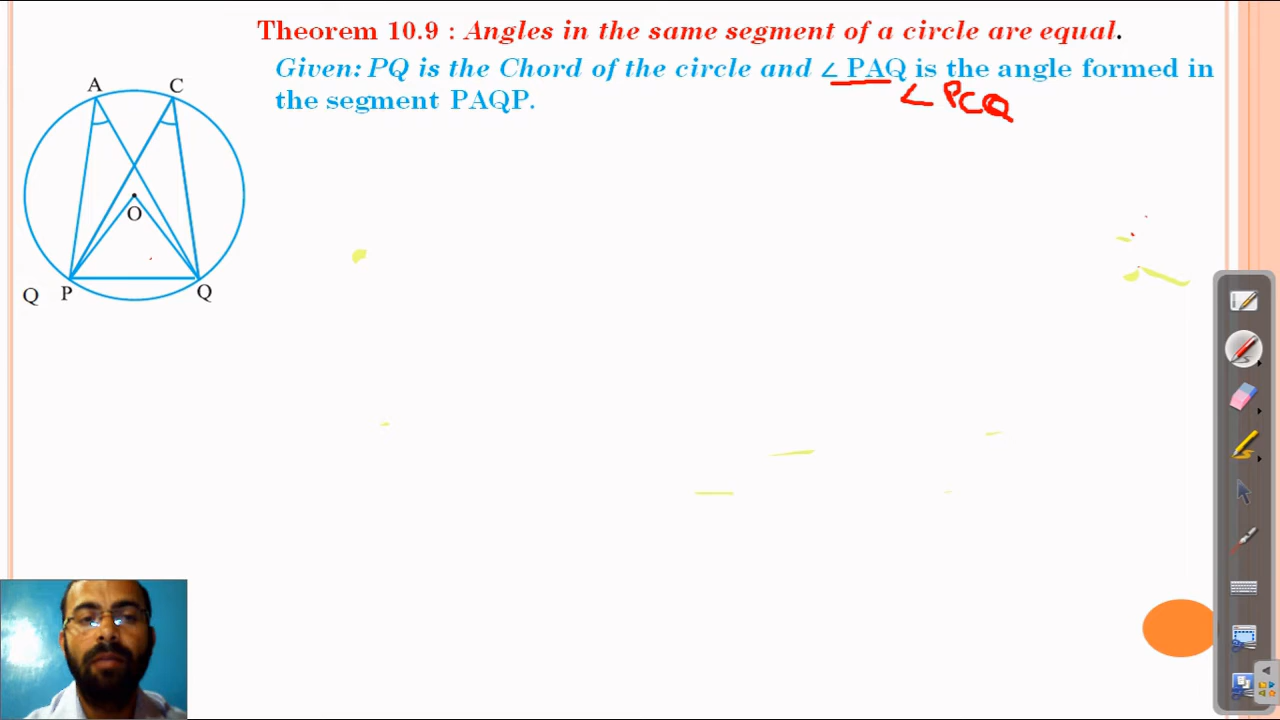 Theorem 10.9 : Angles in the same segment of a circle are equal.
Given: PQ is the Chord of the circle and ∠ PAQ is the angle formed in
∠ PCQ
the segment PAQP.
A C
O
Q P Q